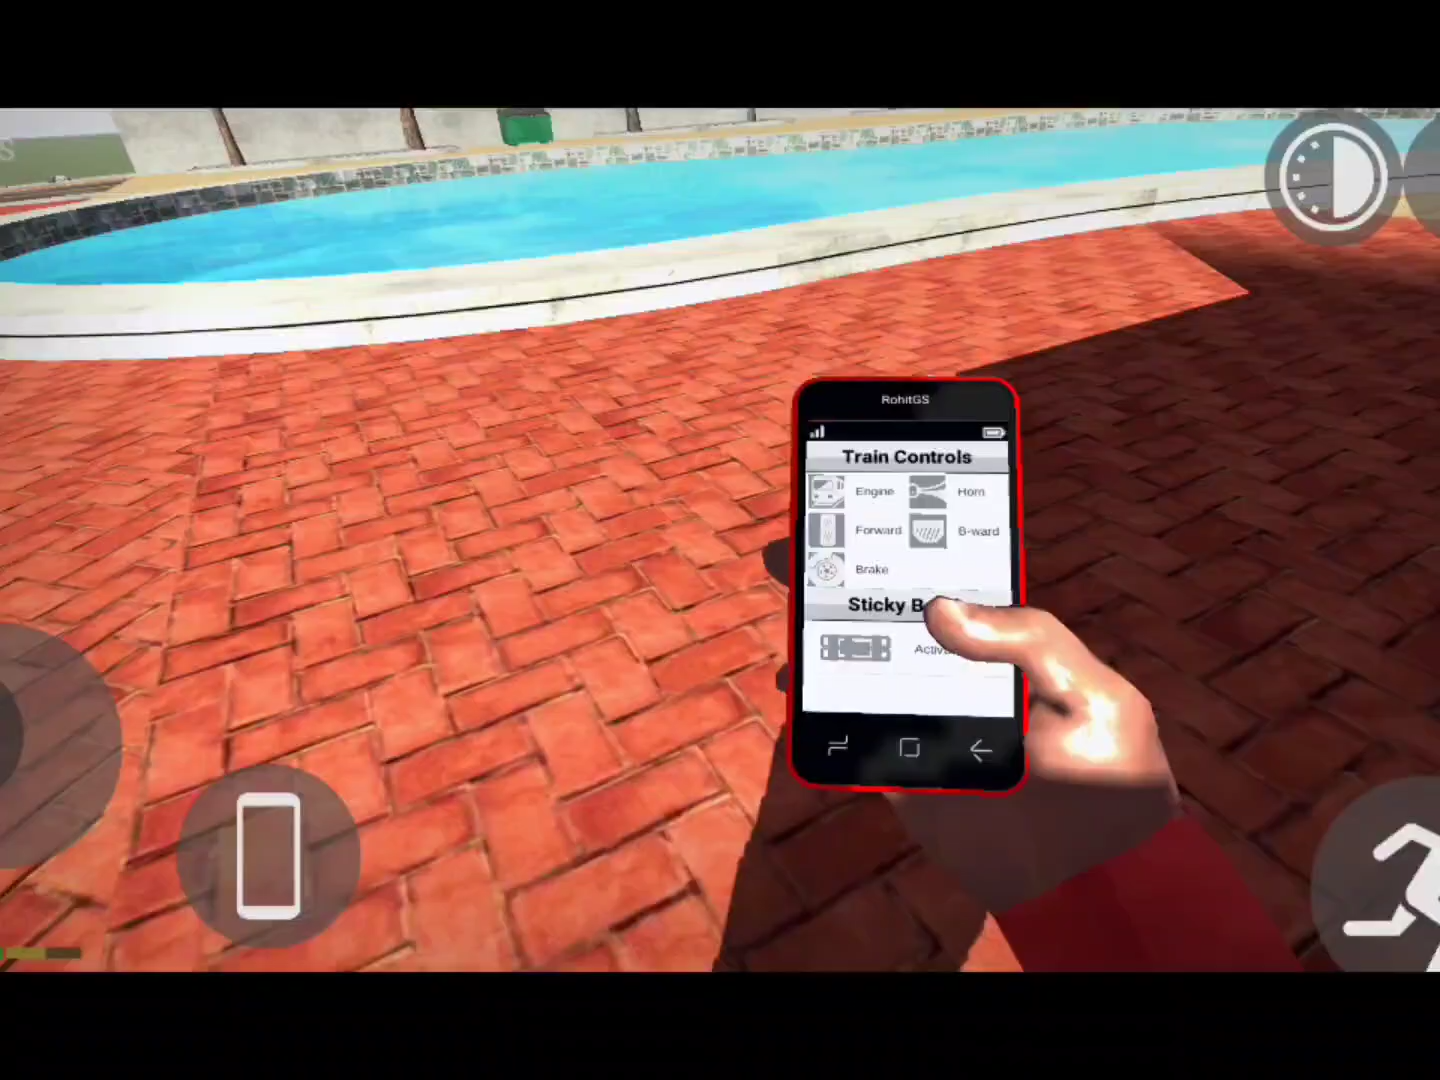 RohitGS
Train Controls
Engine
Horn
Forward
B-ward
Brake
Sticky